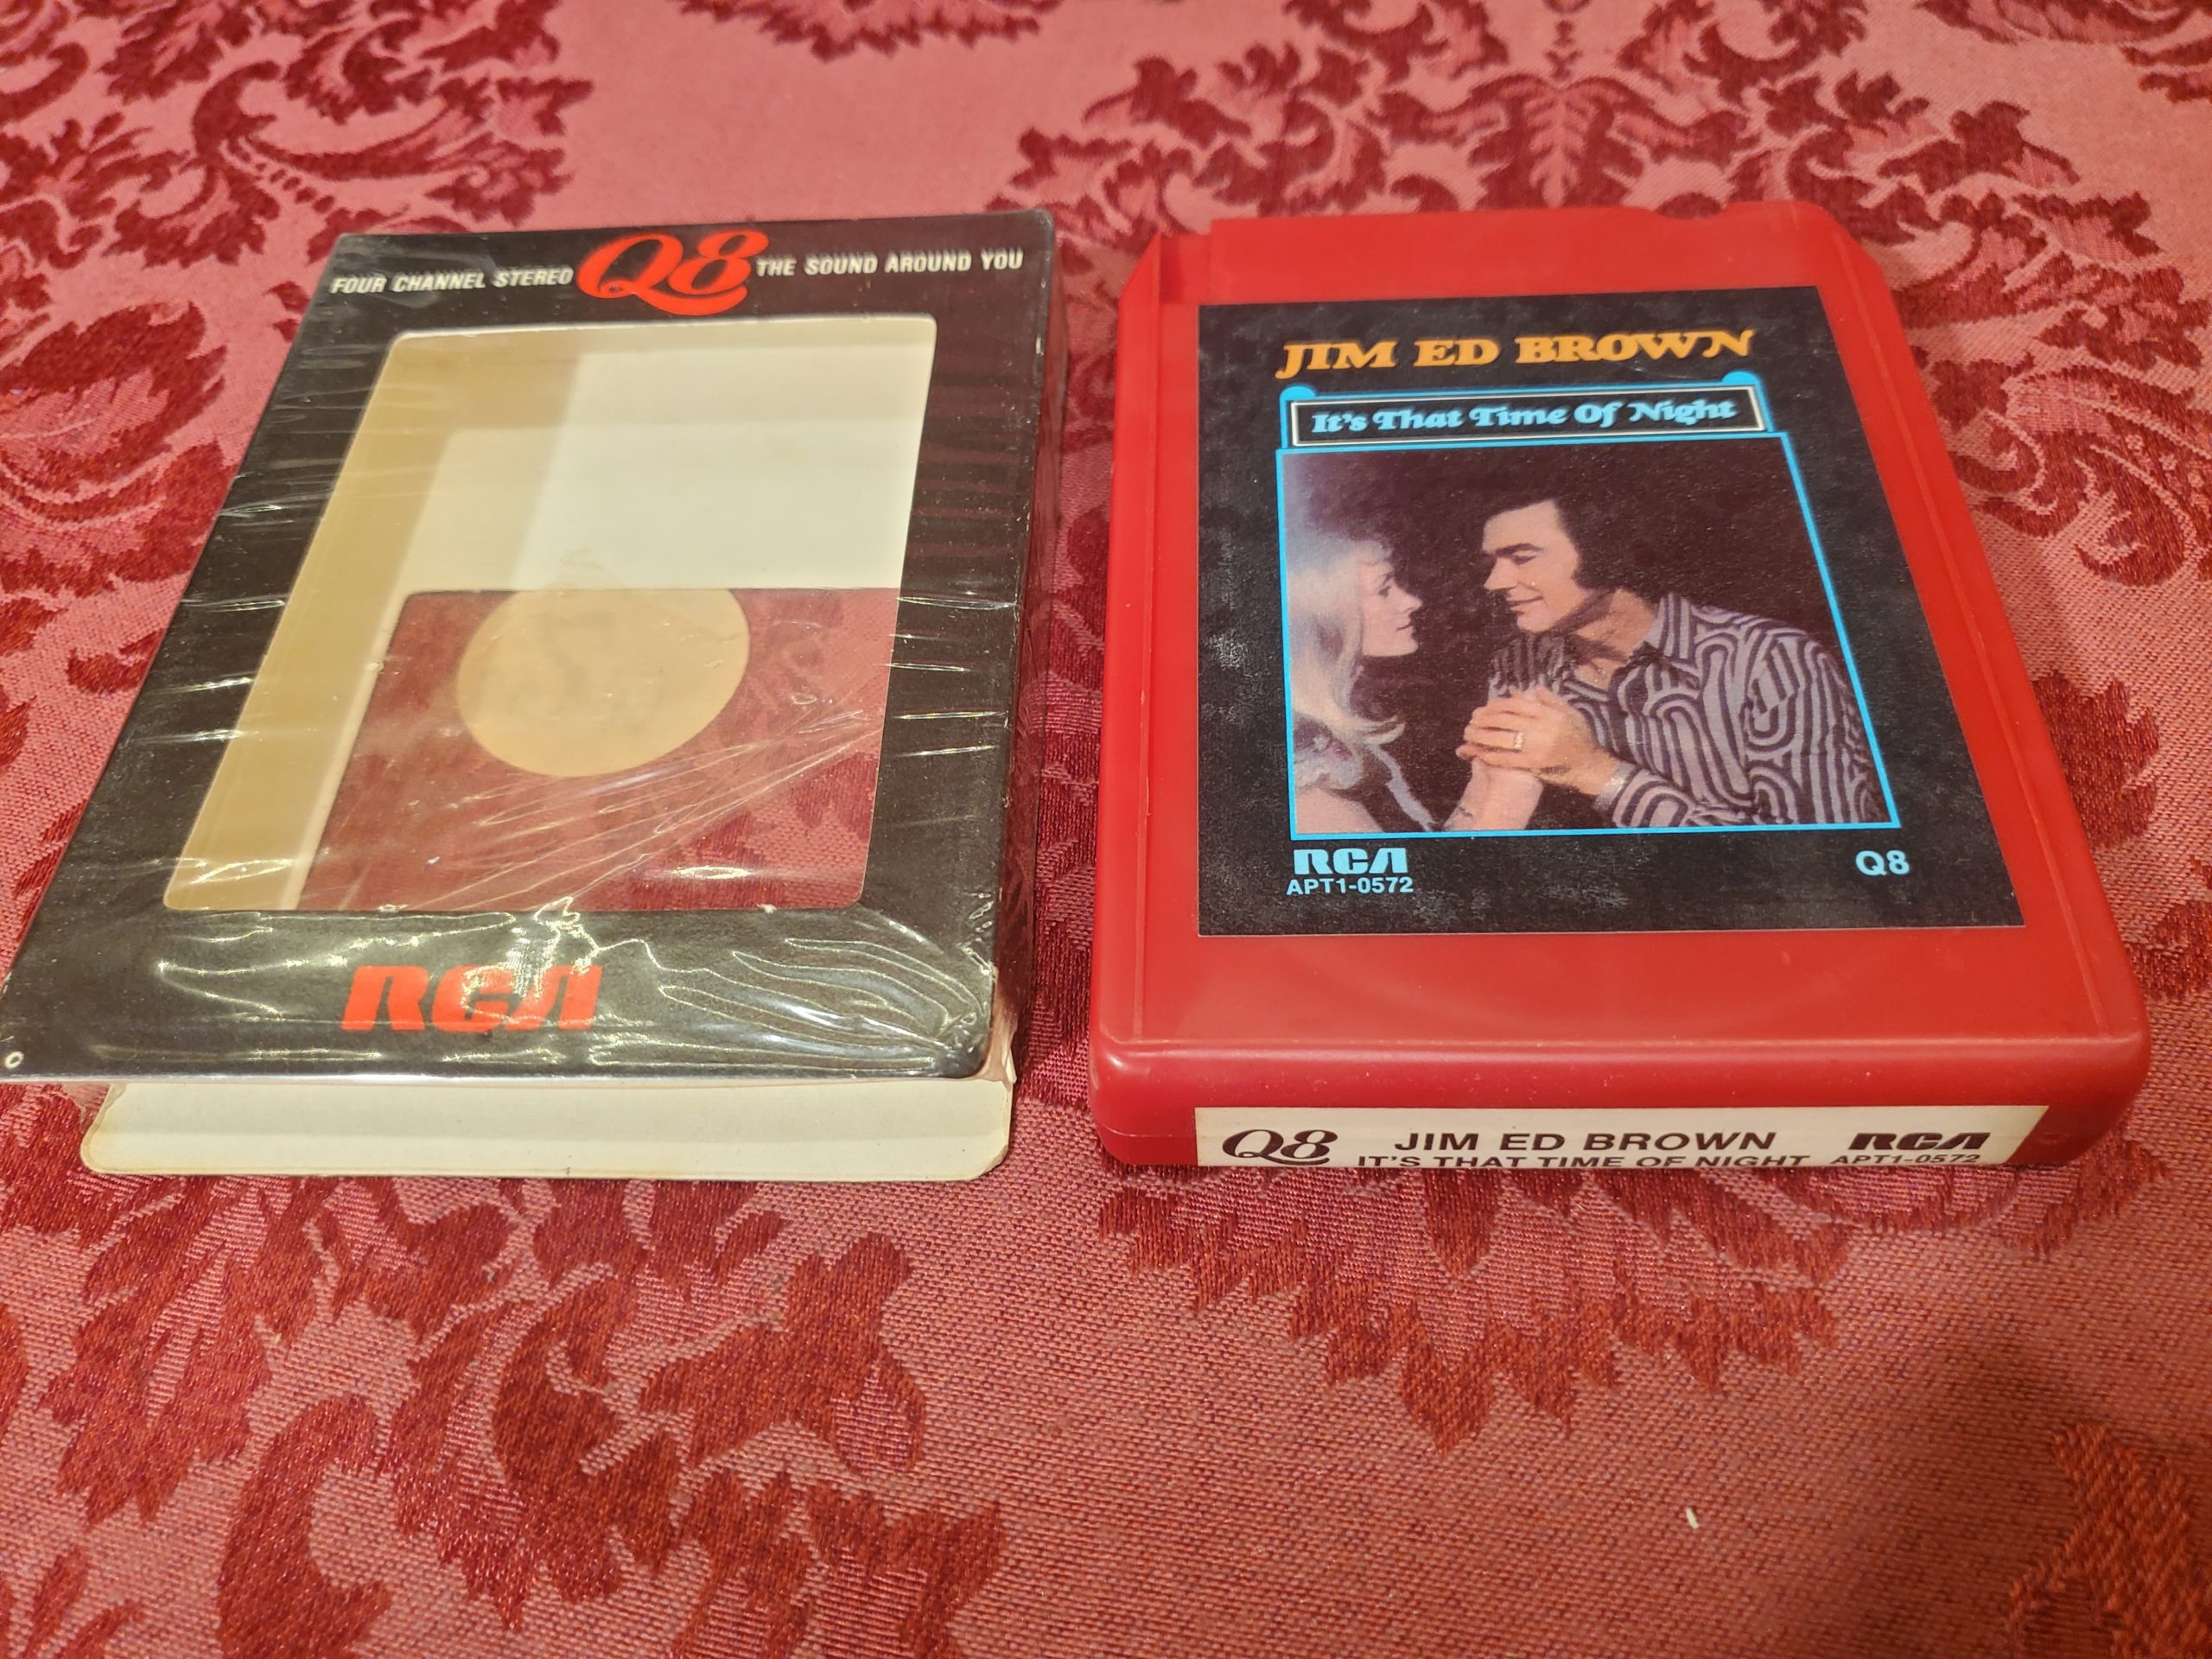 FOUR CHANNEL STEREO Q8 THE SOUND AROUND YOU
RCA
JIM ED BROWN
It's That Time Of Night
RCA
APT1-0572
Q8
Q8 JIM ED BROWN RCA
IT'S THAT TIME OF NIGHT APT1-0572